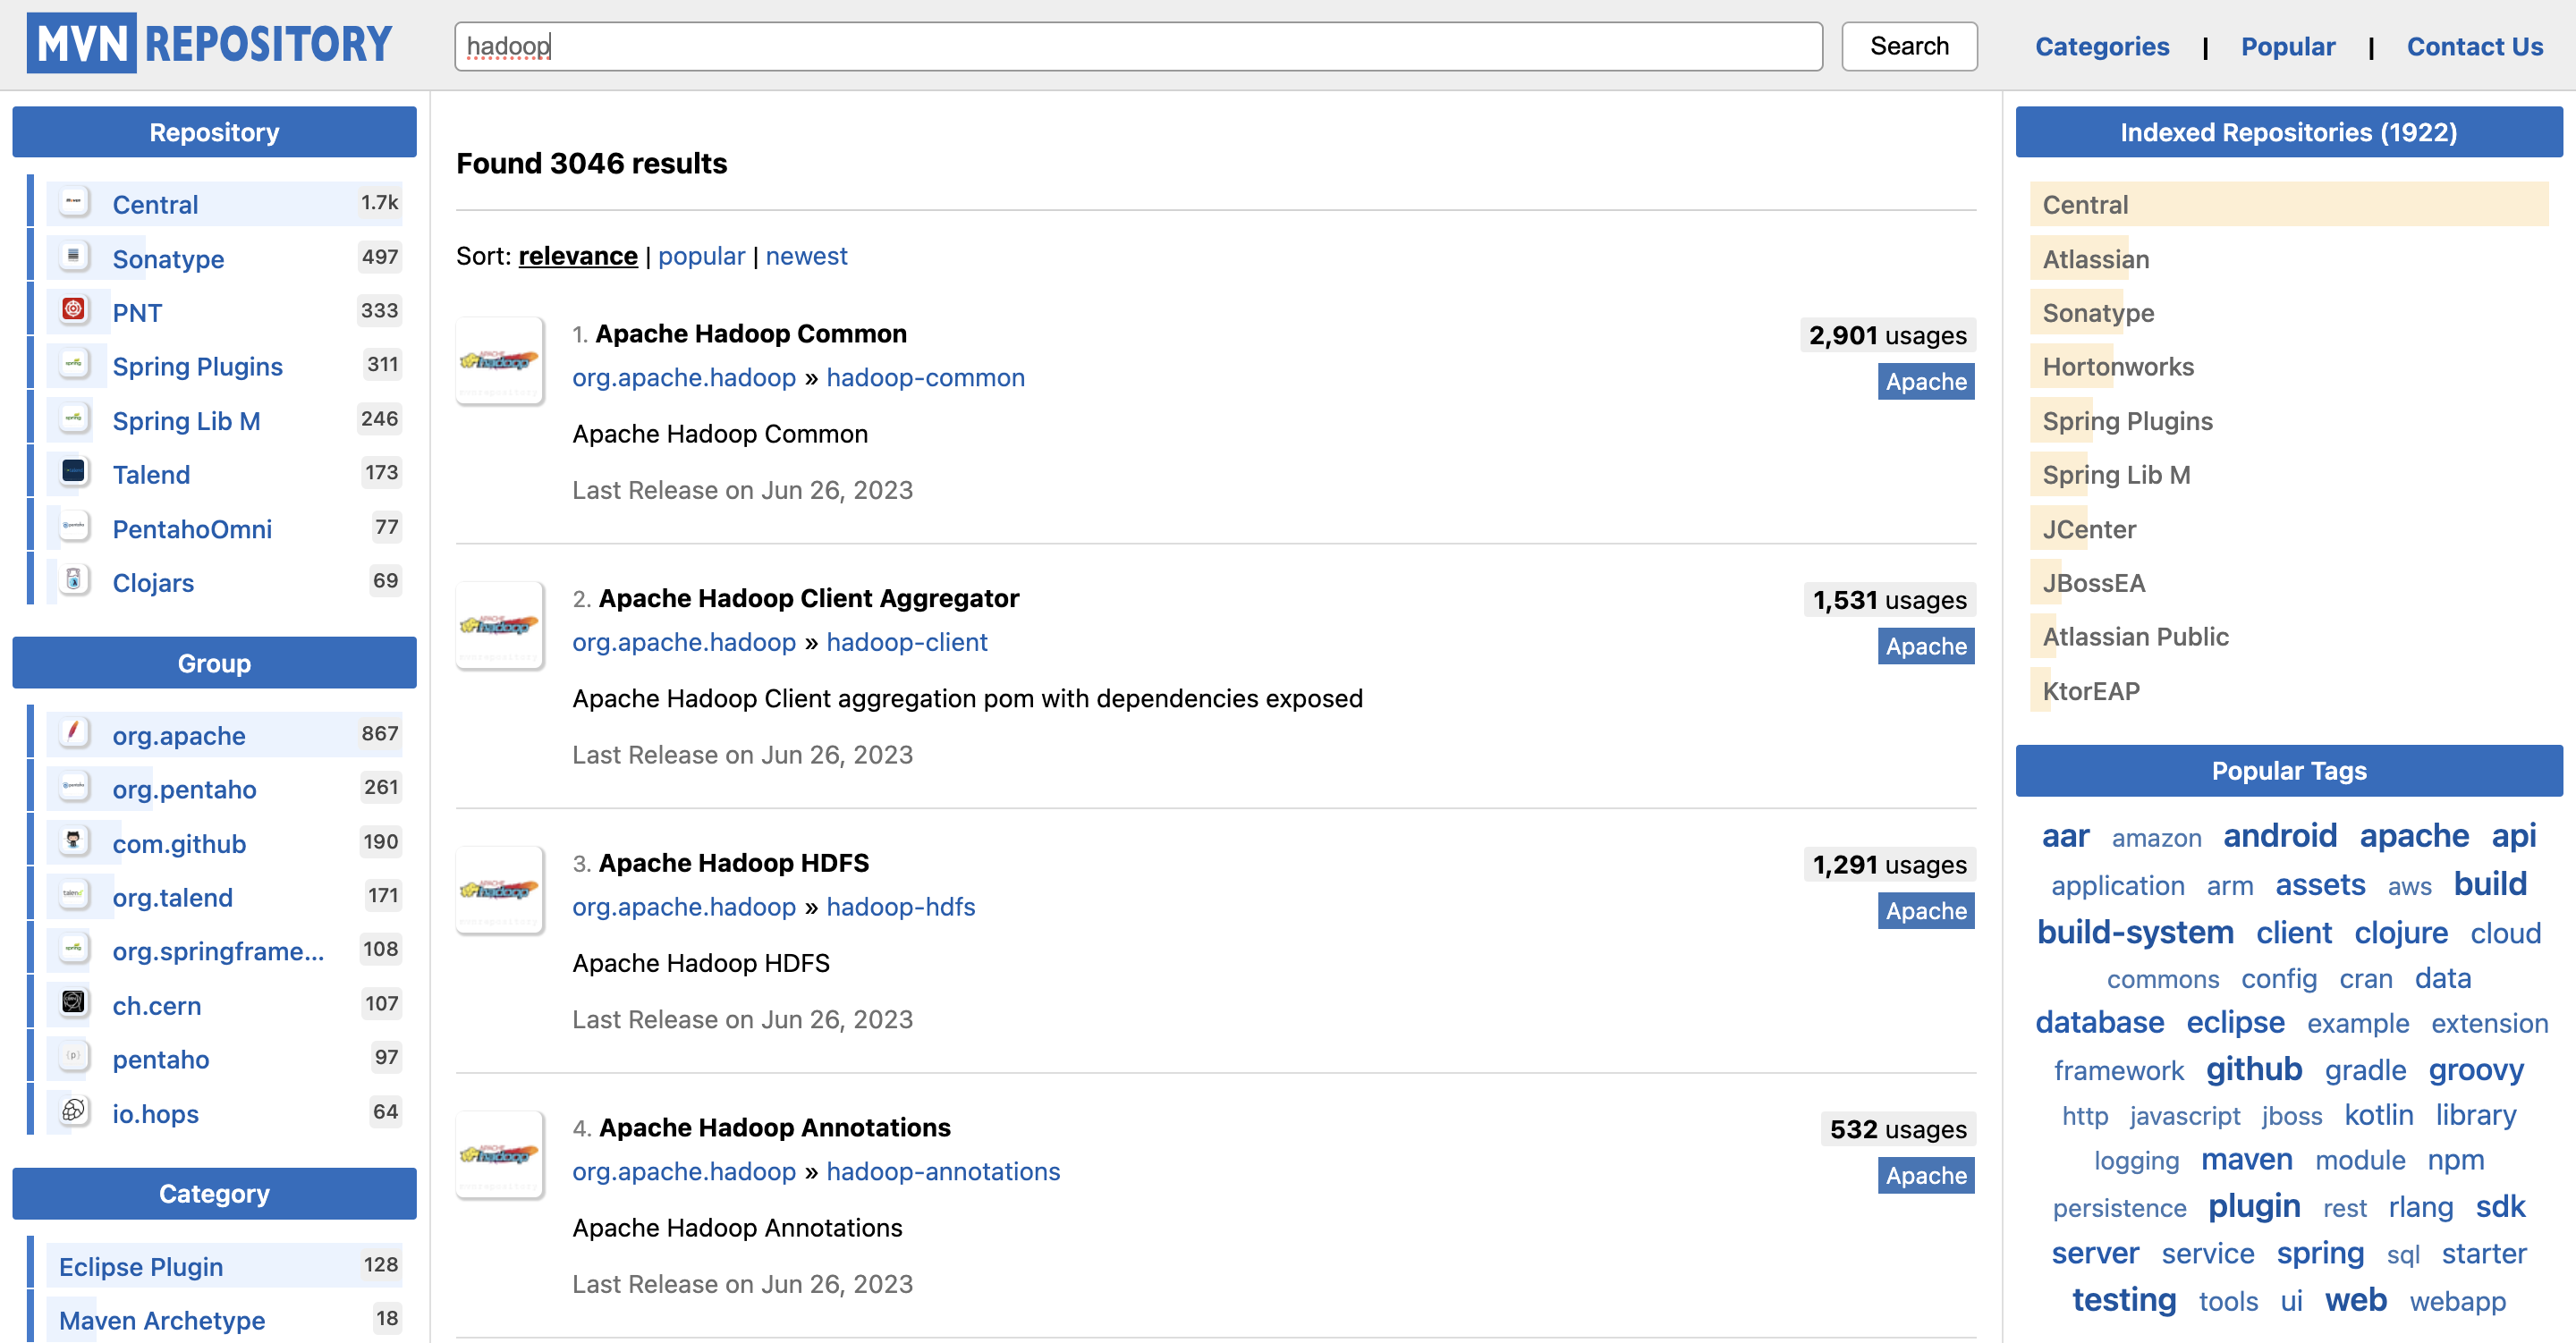 MVN REPOSITORY
hadoop
Search
Categories | Popular | Contact Us
Repository
Central 1.7k
Sonatype 497
PNT 333
Spring Plugins 311
Spring Lib M 246
Talend 173
PentahoOmni 77
Clojars 69
Group
org.apache 867
org.pentaho 261
com.github 190
org.talend 171
org.springframe... 108
ch.cern 107
pentaho 97
io.hops 64
Category
Eclipse Plugin 128
Maven Archetype 18
Found 3046 results
Sort: relevance | popular | newest
1. Apache Hadoop Common
2,901 usages
org.apache.hadoop » hadoop-common
Apache
Apache Hadoop Common
Last Release on Jun 26, 2023
2. Apache Hadoop Client Aggregator
1,531 usages
org.apache.hadoop » hadoop-client
Apache
Apache Hadoop Client aggregation pom with dependencies exposed
Last Release on Jun 26, 2023
3. Apache Hadoop HDFS
1,291 usages
org.apache.hadoop » hadoop-hdfs
Apache
Apache Hadoop HDFS
Last Release on Jun 26, 2023
4. Apache Hadoop Annotations
532 usages
org.apache.hadoop » hadoop-annotations
Apache
Apache Hadoop Annotations
Last Release on Jun 26, 2023
Indexed Repositories (1922)
Central
Atlassian
Sonatype
Hortonworks
Spring Plugins
Spring Lib M
JCenter
JBossEA
Atlassian Public
KtorEAP
Popular Tags
aar amazon android apache api
application arm assets aws build
build-system client clojure cloud
commons config cran data
database eclipse example extension
framework github gradle groovy
http javascript jboss kotlin library
logging maven module npm
persistence plugin rest rlang sdk
server service spring sql starter
testing tools ui web webapp